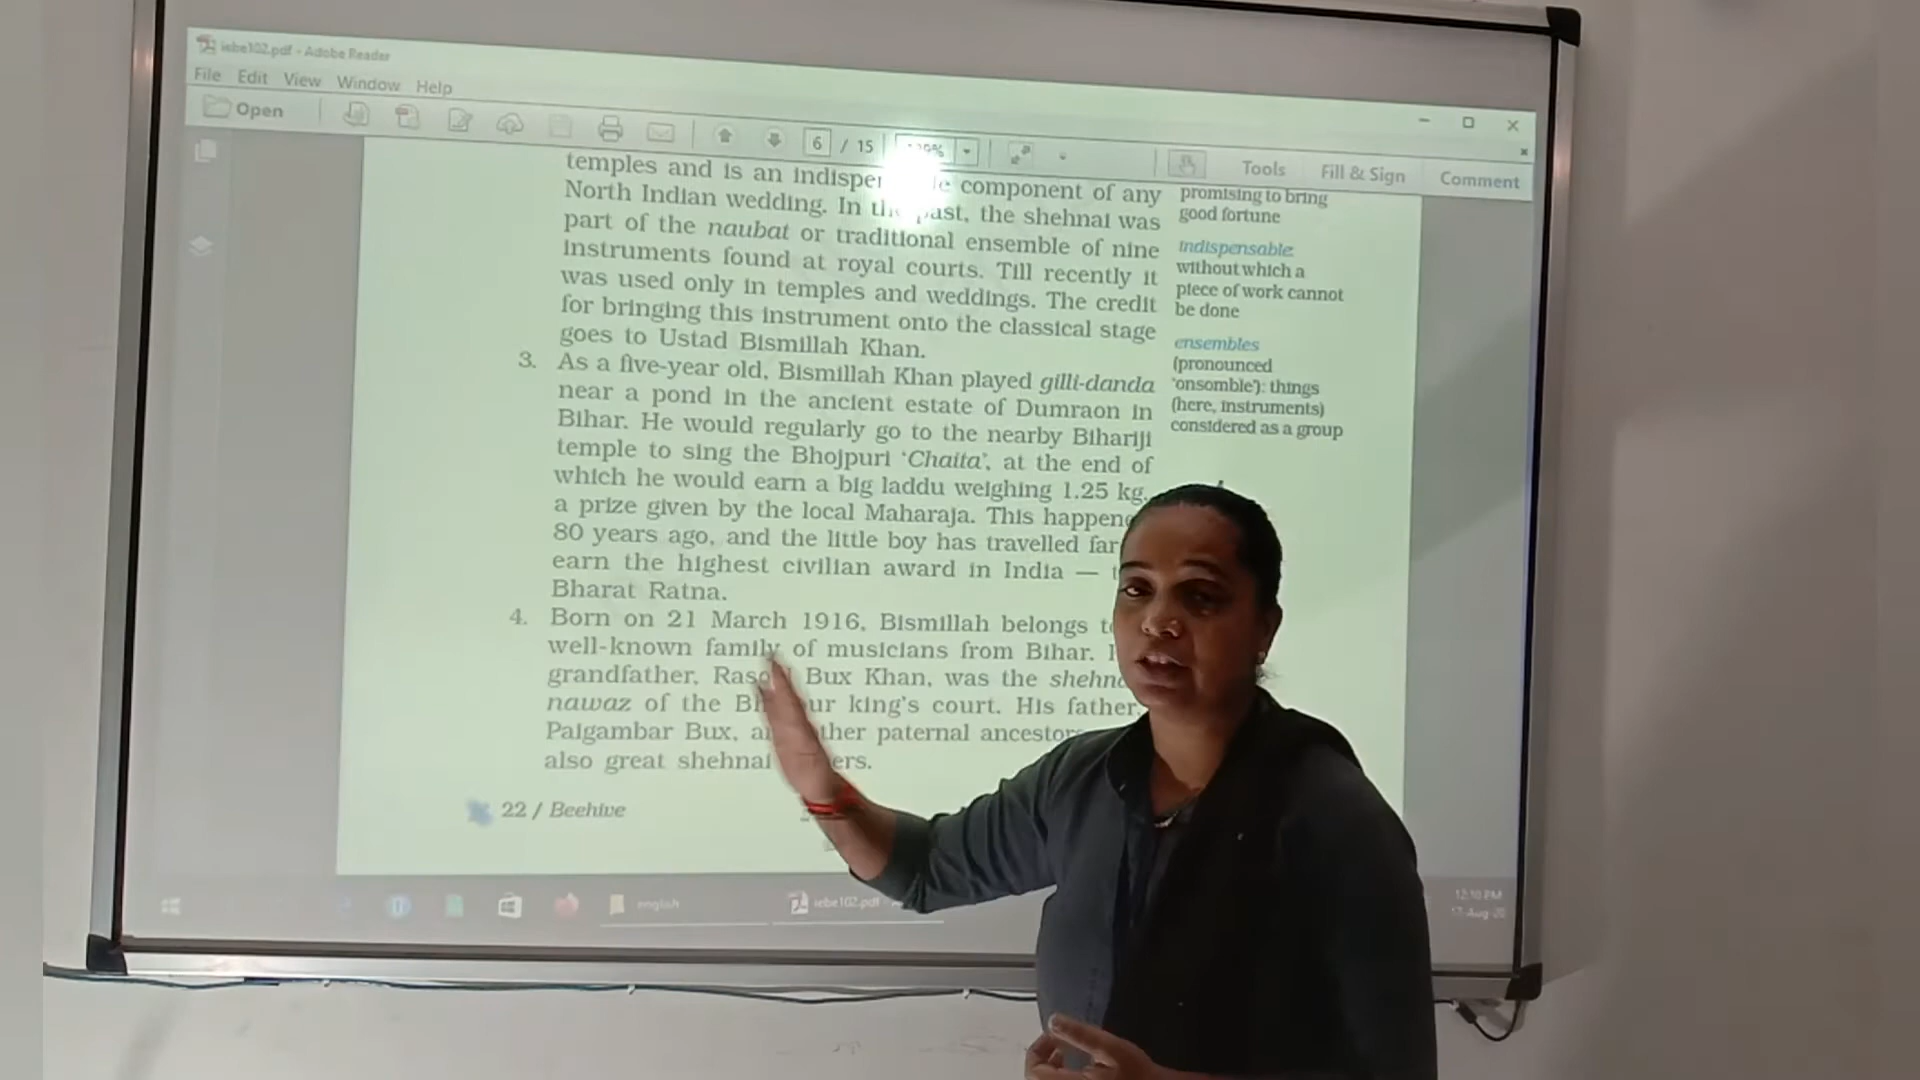 iebe102.pdf - Adobe Reader
File Edit View Window Help
Open
6 / 15
Tools Fill & Sign Comment
temples and is an component of any
North Indian wedding. In the past, the shehnai was
part of the naubat or traditional ensemble of nine
instruments found at royal courts. Till recently it
was used only in temples and weddings. The credit
for bringing this instrument onto the classical stage
goes to Ustad Bismillah Khan.
3. As a five-year old, Bismillah Khan played gilli-danda
near a pond in the ancient estate of Dumraon in
Bihar. He would regularly go to the nearby Bihariji
temple to sing the Bhojpuri ‘Chaita’, at the end of
which he would earn a big laddu weighing 1.25 kg,
a prize given by the local Maharaja. This
80 years ago, and the little boy has travelled far
earn the highest civilian award in India —
Bharat Ratna.
4. Born on 21 March 1916, Bismillah belongs
well-known family of musicians from Bihar.
grandfather, Bux Khan, was the
nawaz of the king's court. His father,
Paigambar Bux, paternal
also great shehnai
22 / Beehive
promising to bring
good fortune
indispensable:
without which a
piece of work cannot
be done
ensembles
(pronounced
‘onsomble’): things
(here, instruments)
considered as a group
english
iebe102.pdf -
12:10 PM
17-Aug-20